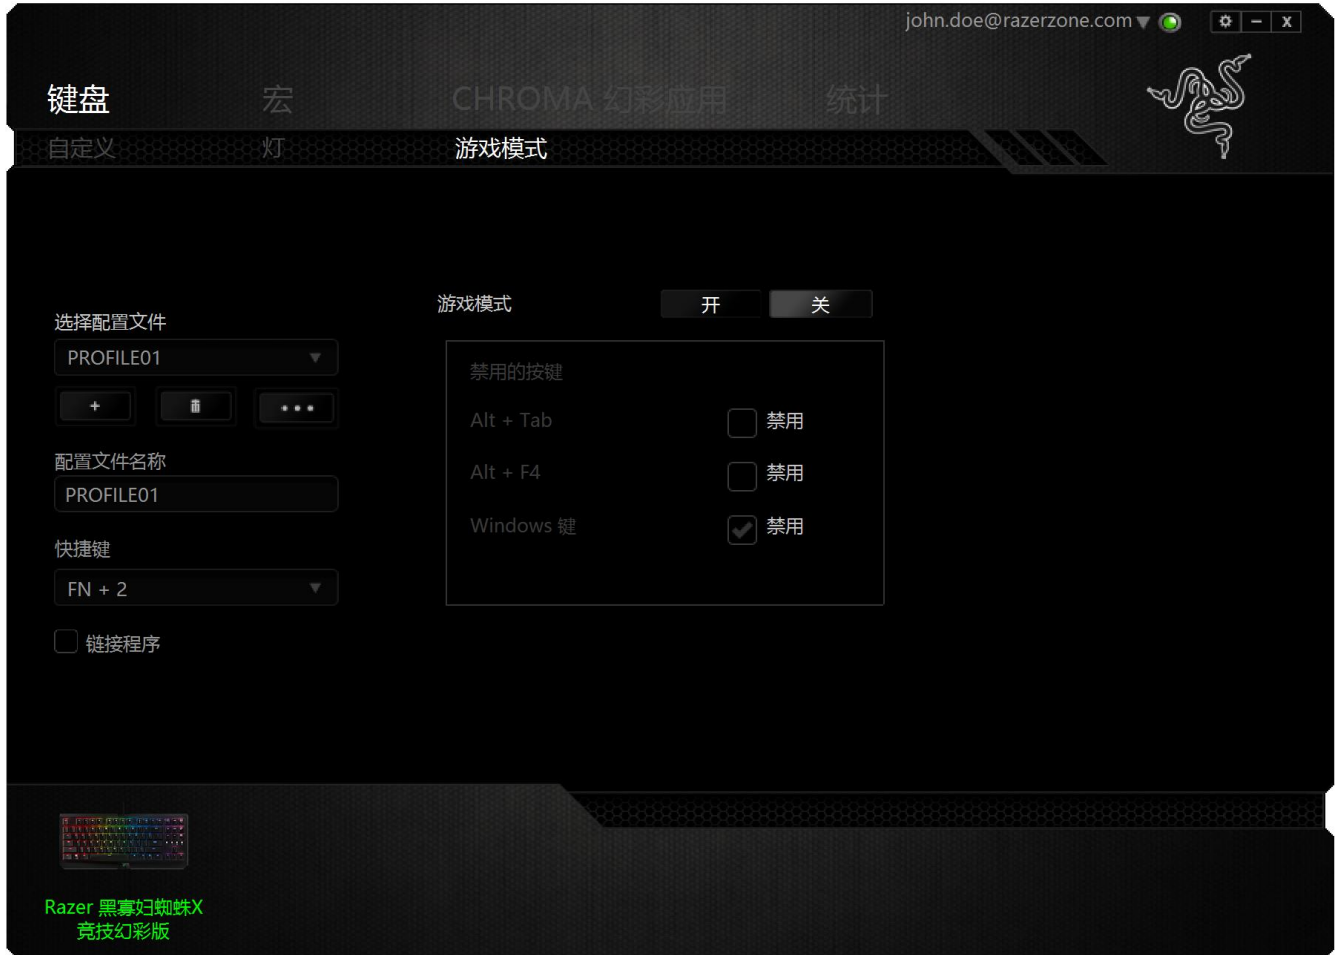 john.doe@razerzone.com
键盘 宏 CHROMA 幻彩应用 统计
自定义 灯 游戏模式
游戏模式 开 关
选择配置文件
PROFILE01
配置文件名称
PROFILE01
快捷键
FN + 2
链接程序
禁用的按键
Alt + Tab 禁用
Alt + F4 禁用
Windows 键 禁用
Razer 黑寡妇蜘蛛X
竞技幻彩版